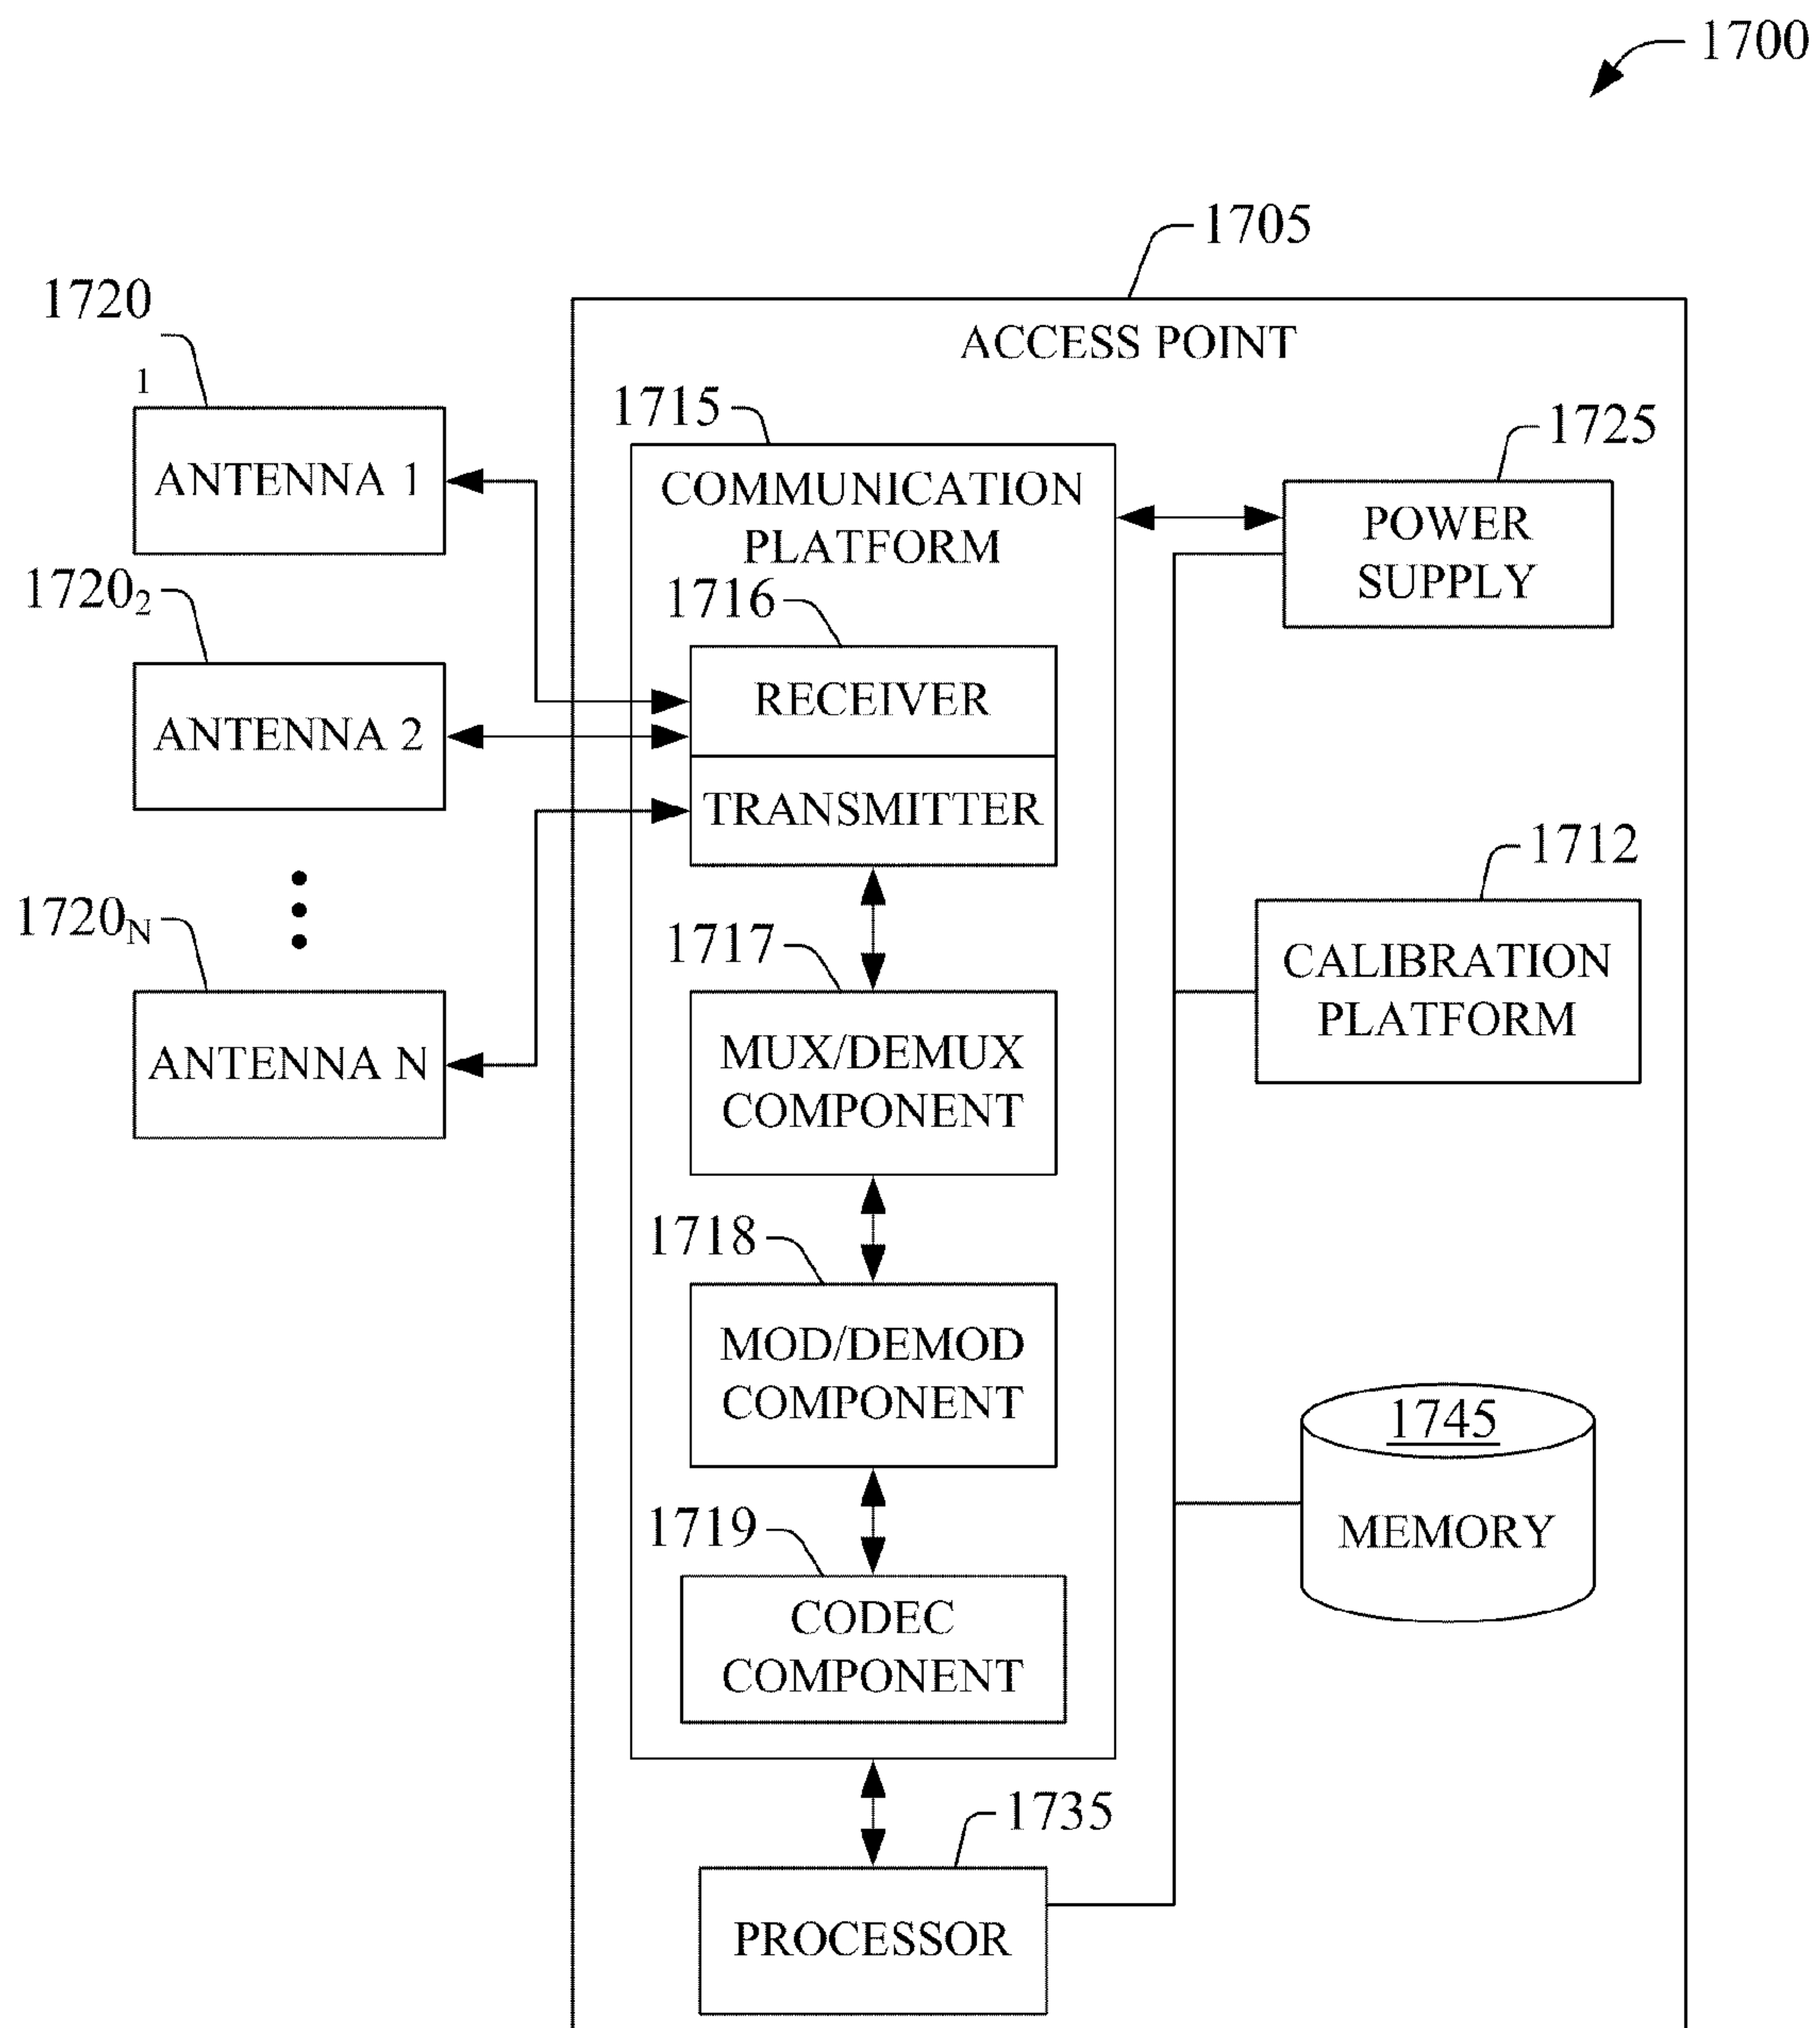 1700
1705
1720
1
ACCESS POINT
ANTENNA 1
1715
1725
COMMUNICATION
PLATFORM
POWER
SUPPLY
1720₂
1716
ANTENNA 2
RECEIVER
TRANSMITTER
1712
1720N
1717
CALIBRATION
PLATFORM
ANTENNA N
MUX/DEMUX
COMPONENT
1718
MOD/DEMOD
COMPONENT
1745
MEMORY
1719
CODEC
COMPONENT
1735
PROCESSOR